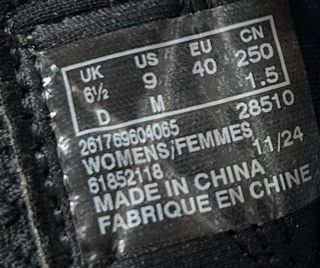 UK US EU CN
6½ 9 40 250
D M 1.5
261769604065 28510
WOMENS/FEMMES
61852118 11/24
MADE IN CHINA
FABRIQUE EN CHINE